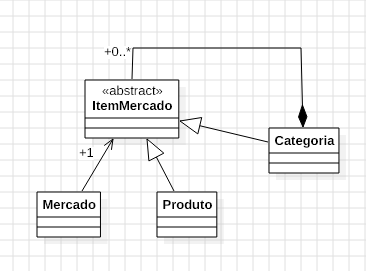 +0..*
«abstract»
ItemMercado
Categoria
+1
Mercado
Produto